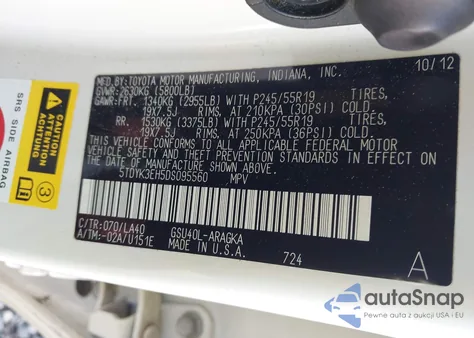 MFD.BY:TOYOTA MOTOR MANUFACTURING, INDIANA, INC. 10/12
GVWR:2630KG (5800LB)
GAWR:FRT. 1340KG (2955LB) WITH P245/55R19 TIRES
19X7.5J RIMS, AT 210KPA (30PSI) COLD.
RR. 1530KG (3375LB) WITH P245/55R19 TIRES
19X7.5J RIMS, AT 250KPA (36PSI) COLD.
THIS VEHICLE CONFORMS TO ALL APPLICABLE FEDERAL MOTOR
VEHICLE SAFETY AND THEFT PREVENTION STANDARDS IN EFFECT
ON THE DATE OF MANUFACTURE SHOWN ABOVE.
5TDYK3EH5DS095560 MPV
C/TR:070/LA40 GSU40L-ARAGKA
A/TM:-02A/U151E MADE IN U.S.A. 724 A
SRS SIDE AIRBAG
ATTENTION
ACHTUNG
3
autoSnap
Pewne auta z aukcji USA i EU